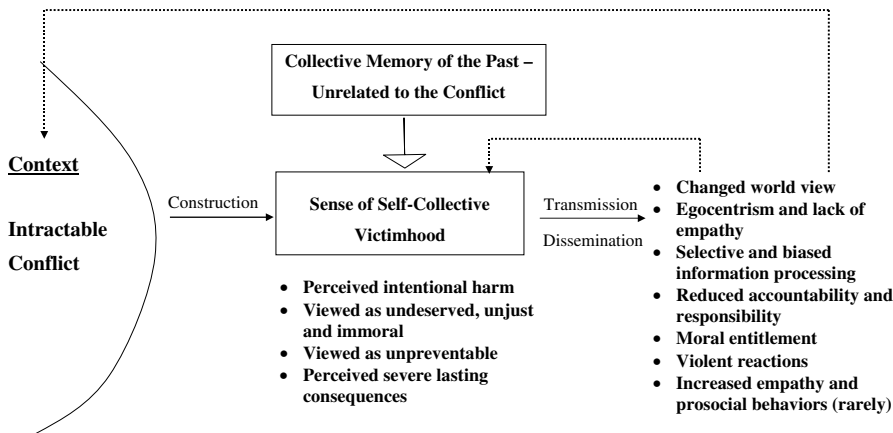 Collective Memory of the Past –
Unrelated to the Conflict
Context
Intractable
Conflict
Construction
Sense of Self-Collective
Victimhood
Transmission
Dissemination
• Perceived intentional harm
• Viewed as undeserved, unjust
and immoral
• Viewed as unpreventable
• Perceived severe lasting
consequences
• Changed world view
• Egocentrism and lack of
empathy
• Selective and biased
information processing
• Reduced accountability and
responsibility
• Moral entitlement
• Violent reactions
• Increased empathy and
prosocial behaviors (rarely)